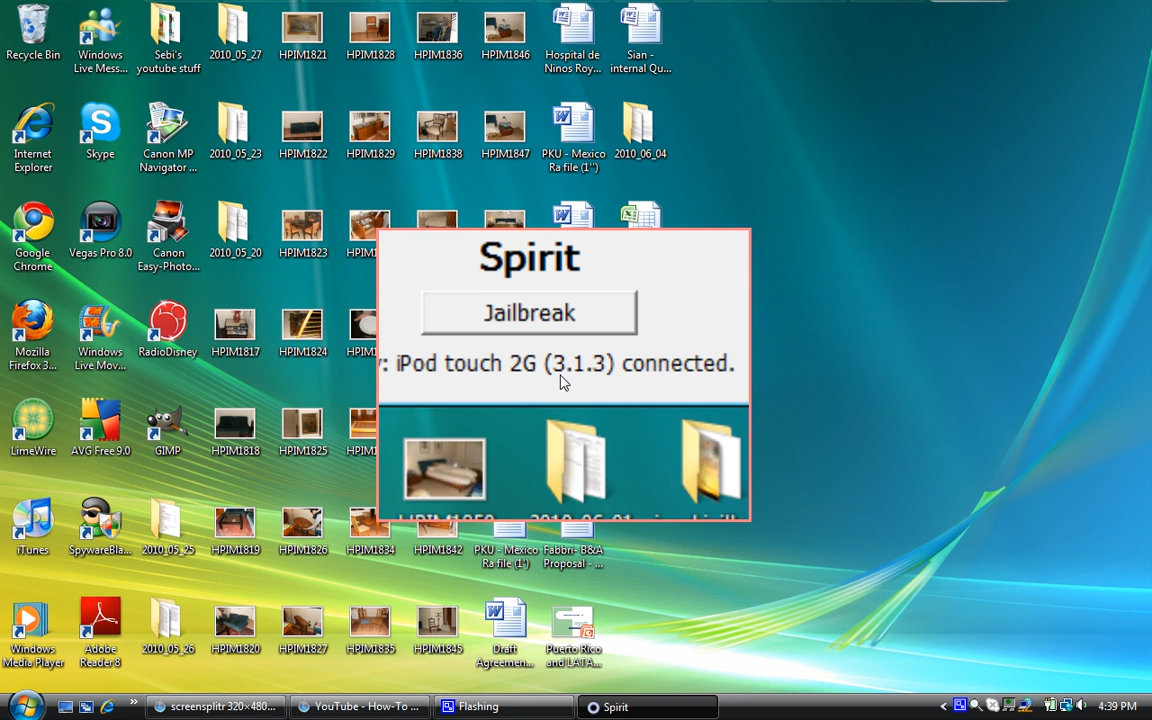 Recycle Bin
Windows
Live Mess...
Sebi's
youtube stuff
2010_05_27
HPIM1821
HPIM1828
HPIM1836
HPIM1846
Hospital de
Ninos Roy...
Sian -
internal Qu...
Internet
Explorer
Skype
Canon MP
Navigator ...
2010_05_23
HPIM1822
HPIM1829
HPIM1838
HPIM1847
PKU - Mexico
Ra file (1'')
2010_06_04
Google
Chrome
Vegas Pro 8.0
Canon
Easy-Photo...
2010_05_20
HPIM1823
Spirit
Jailbreak
iPod touch 2G (3.1.3) connected.
Mozilla
Firefox 3...
Windows
Live Mov...
RadioDisney
HPIM1817
HPIM1824
LimeWire
AVG Free 9.0
GIMP
HPIM1818
HPIM1825
iTunes
SpywareBla...
2010_05_25
HPIM1819
HPIM1826
HPIM1834
HPIM1842
PKU - Mexico
Ra file (1')
Fabbri- B&A
Proposal - ...
Windows
Media Player
Adobe
Reader 8
2010_05_26
HPIM1820
HPIM1827
HPIM1835
HPIM1845
Draft
Agreemen...
Puerto Rico
and LATA...
screensplitr 320×480...
YouTube - How-To ...
Flashing
Spirit
4:39 PM